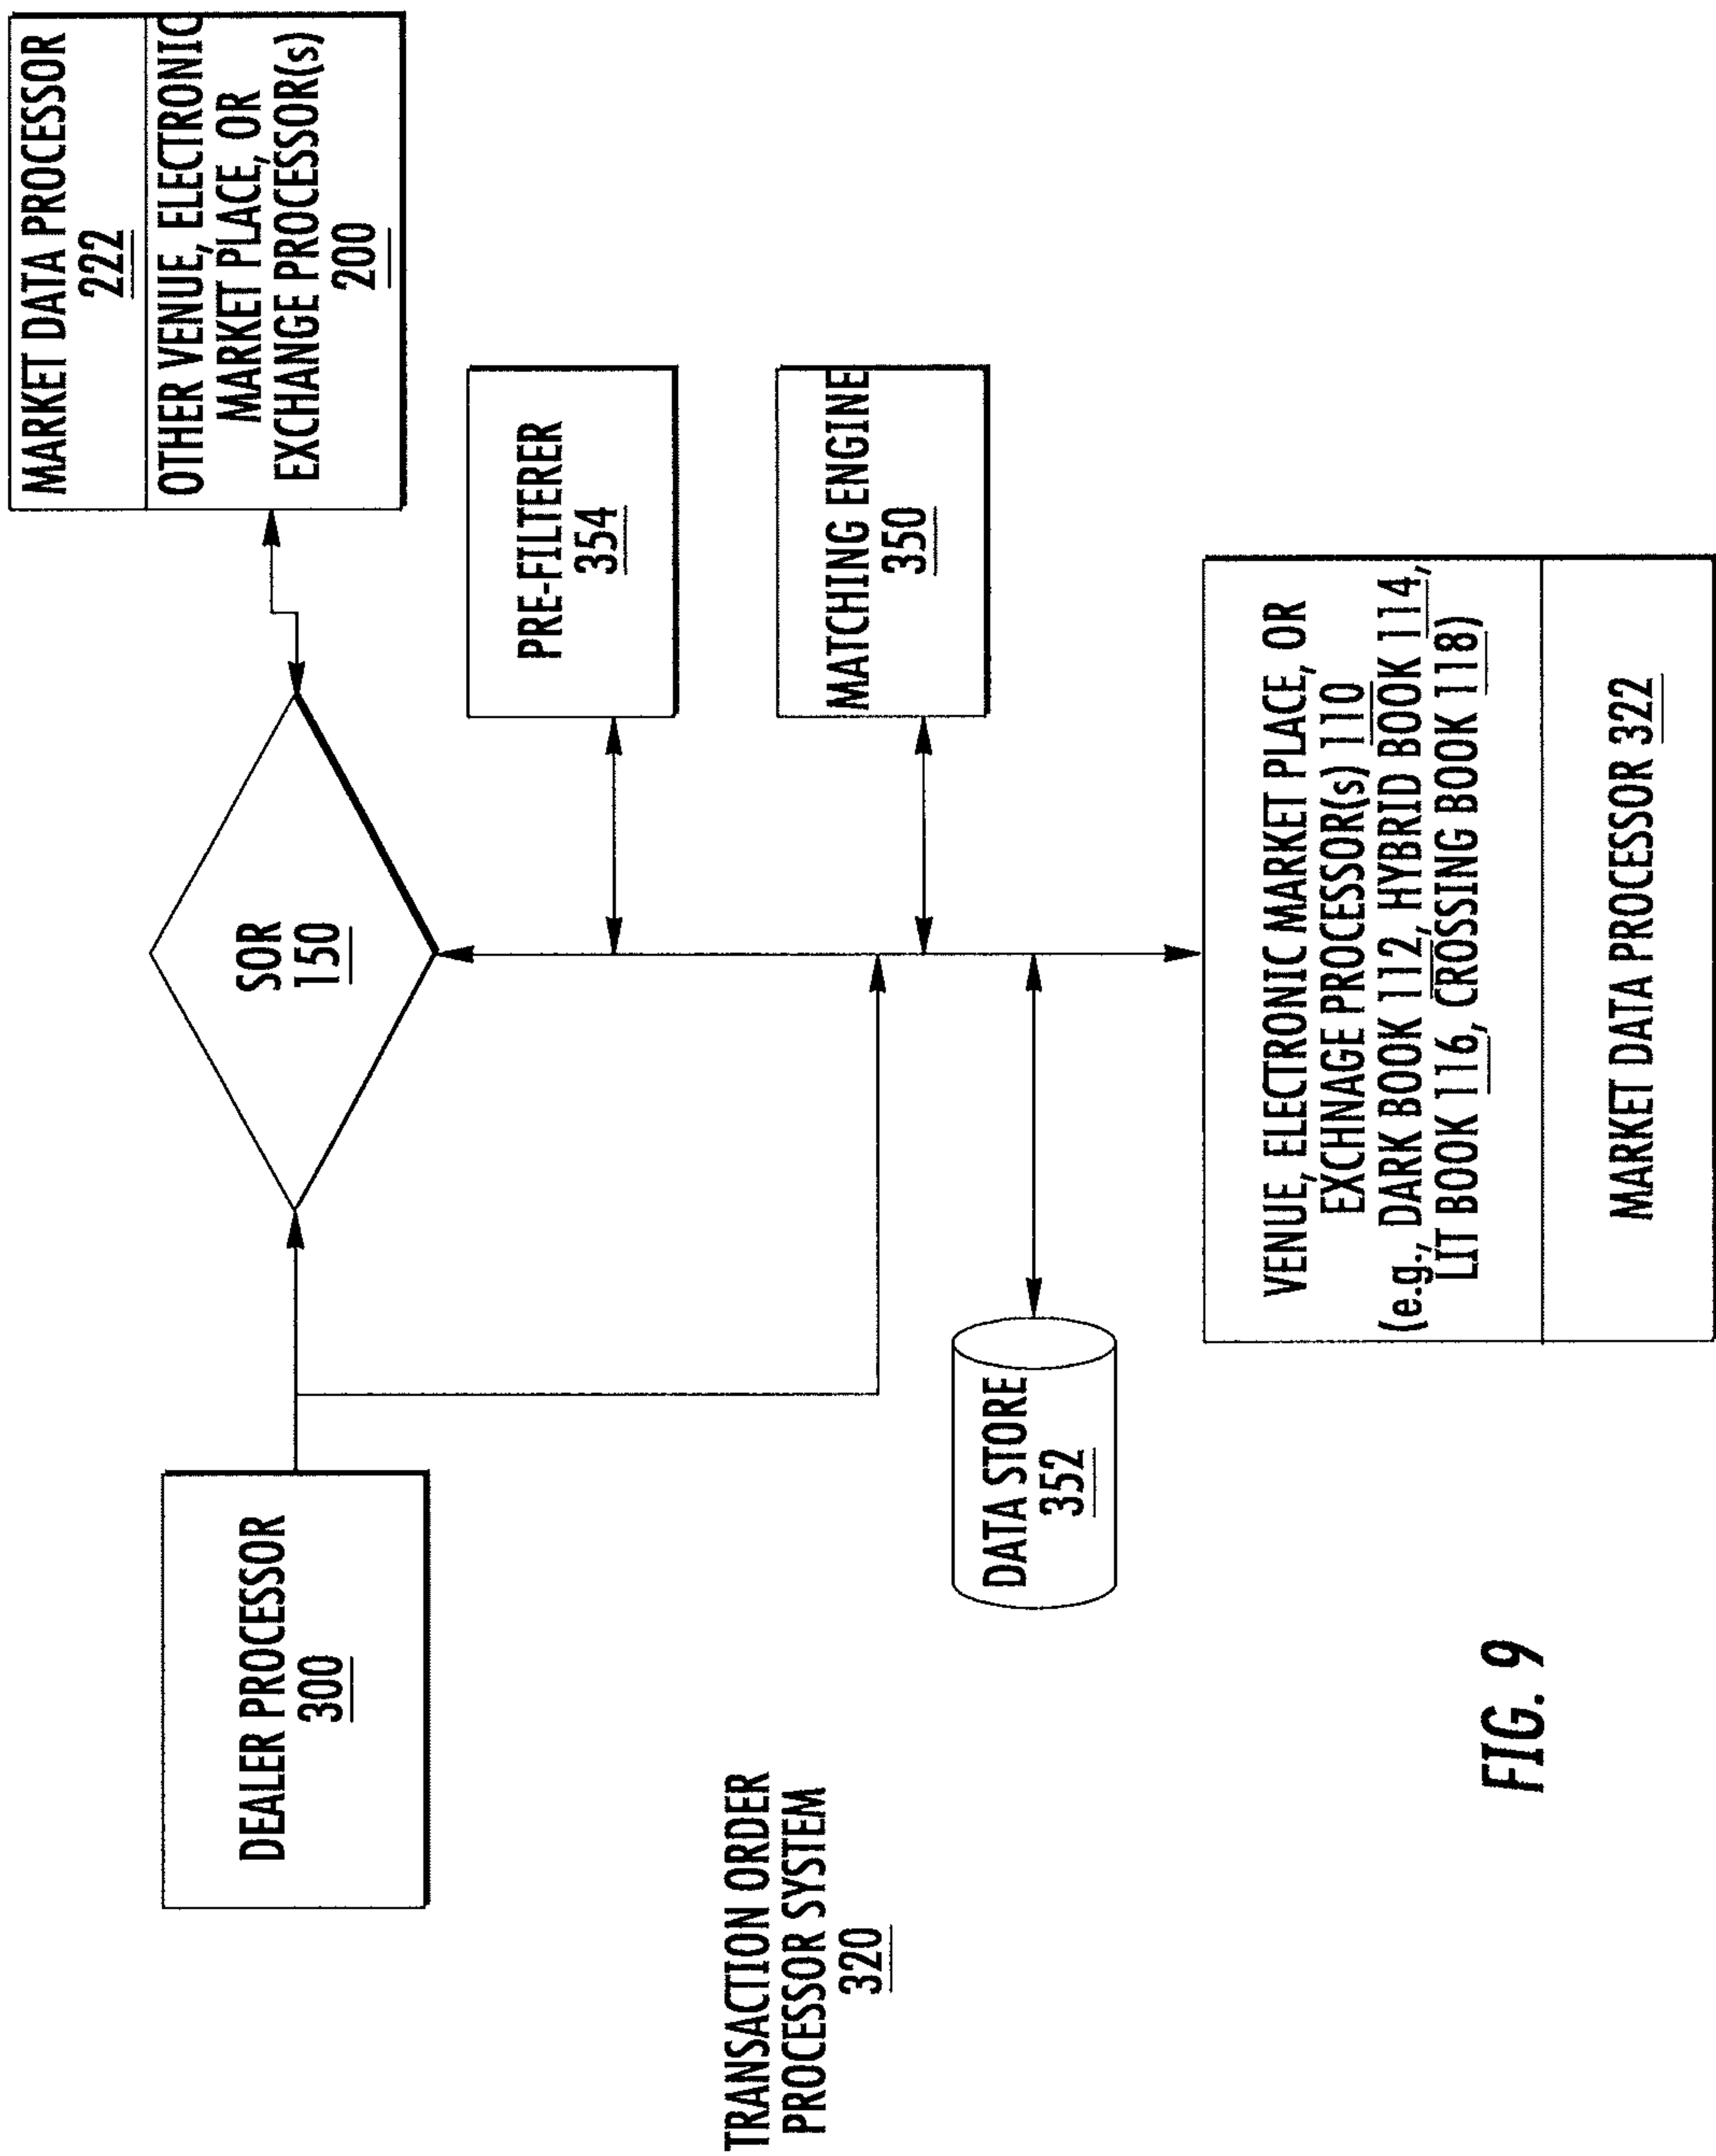 MARKET DATA PROCESSOR
222
OTHER VENUE, ELECTRONIC
MARKET PLACE, OR
EXCHANGE PROCESSOR(s)
200
SOR
150
DEALER PROCESSOR
300
PRE-FILTERER
354
MATCHING ENGINE
350
TRANSACTION ORDER
PROCESSOR SYSTEM
320
DATA STORE
352
VENUE, ELECTRONIC MARKET PLACE, OR
EXCHNAGE PROCESSOR(s) 110
(e.g., DARK BOOK 112, HYBRID BOOK 114,
LIT BOOK 116, CROSSING BOOK 118)
MARKET DATA PROCESSOR 322
FIG. 9